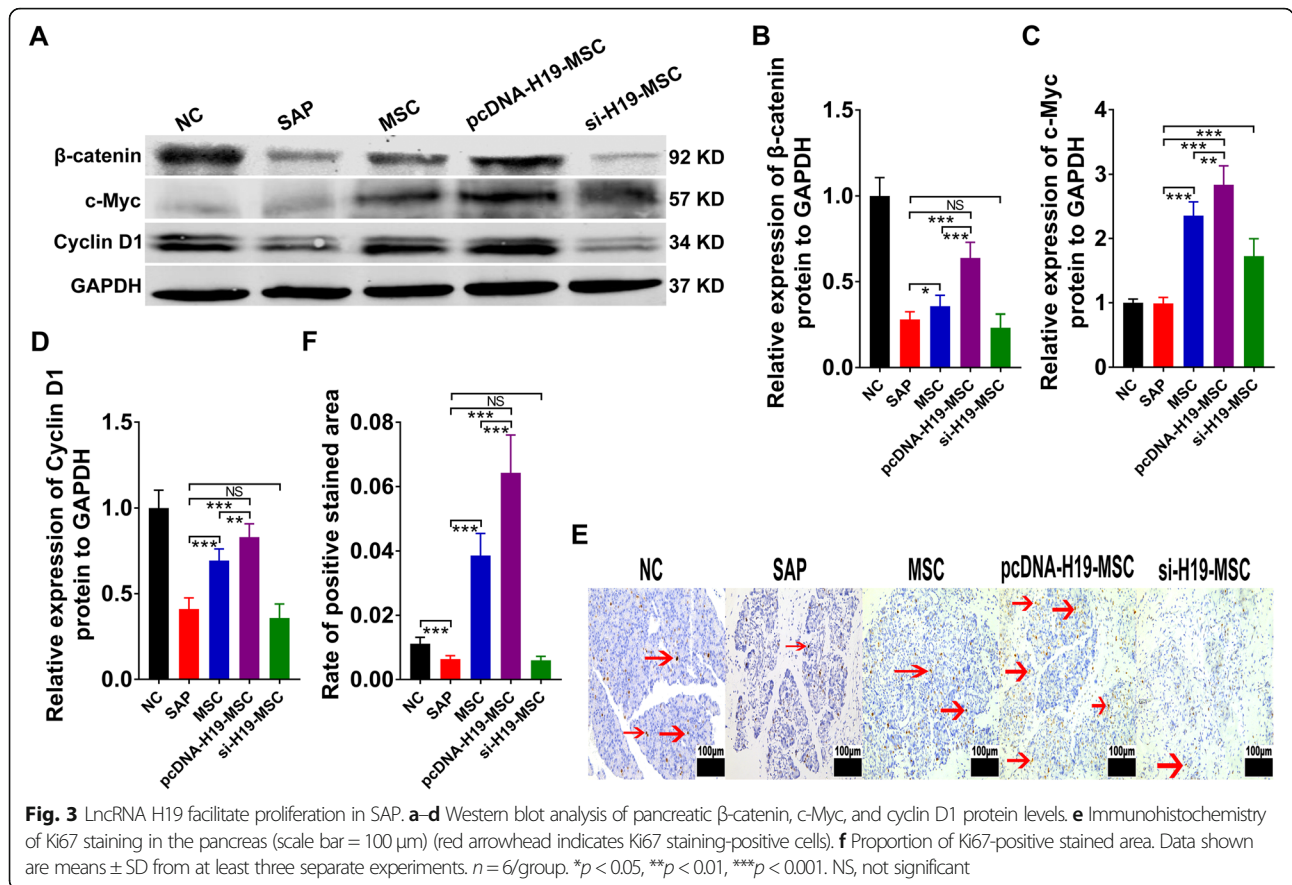 A
NC SAP MSC pcDNA-H19-MSC si-H19-MSC
β-catenin 92 KD
c-Myc 57 KD
Cyclin D1 34 KD
GAPDH 37 KD
B
Relative expression of β-catenin
protein to GAPDH
1.5
1.0
0.5
0.0
NS
***
***
*
NC SAP MSC pcDNA-H19-MSC si-H19-MSC
C
Relative expression of c-Myc
protein to GAPDH
4
3
2
1
0
***
***
**
***
NC SAP MSC pcDNA-H19-MSC si-H19-MSC
D
Relative expression of Cyclin D1
protein to GAPDH
1.5
1.0
0.5
0.0
NS
***
**
***
NC SAP MSC pcDNA-H19-MSC si-H19-MSC
F
Rate of positive stained area
0.08
0.06
0.04
0.02
0.00
NS
***
***
***
***
NC SAP MSC pcDNA-H19-MSC si-H19-MSC
E
NC SAP MSC pcDNA-H19-MSC si-H19-MSC
100μm 100μm 100μm 100μm 100μm
Fig. 3 LncRNA H19 facilitate proliferation in SAP. a–d Western blot analysis of pancreatic β-catenin, c-Myc, and cyclin D1 protein levels. e Immunohistochemistry
of Ki67 staining in the pancreas (scale bar = 100 μm) (red arrowhead indicates Ki67 staining-positive cells). f Proportion of Ki67-positive stained area. Data shown
are means ± SD from at least three separate experiments. n = 6/group. *p < 0.05, **p < 0.01, ***p < 0.001. NS, not significant